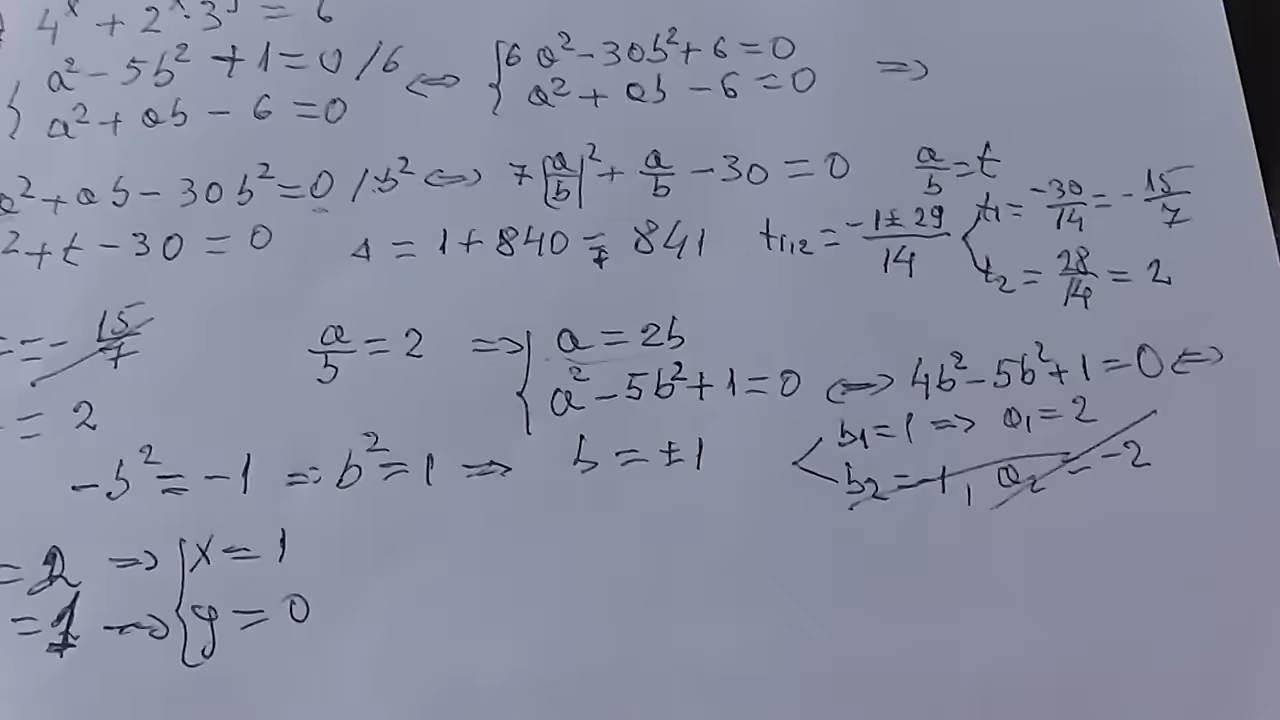 4^x + 2^x · 3^y = 6
{ a² - 5b² + 1 = 0 /6 ⇔ { 6a² - 30b² + 6 = 0 ⇒
a² + ab - 6 = 0 a² + ab - 6 = 0
a² + ab - 30b² = 0 /:b² ⇔ 7(a/b)² + a/b - 30 = 0 a/b = t
² + t - 30 = 0 Δ = 1 + 840 = 841 t₁,₂ = (-1 ± 29)/14 < t₁ = -30/14 = -15/7
t₂ = 28/14 = 2
= - 15/7 a/b = 2 ⇒ { a = 2b
a² - 5b² + 1 = 0 ⇔ 4b² - 5b² + 1 = 0 ⇔
= 2
-b² = -1 ⇒ b² = 1 ⇒ b = ±1 < b₁ = 1 ⇒ a₁ = 2
b₂ = -1, a₂ = -2
= 2 ⇒ { x = 1
= 1 ⇒ y = 0